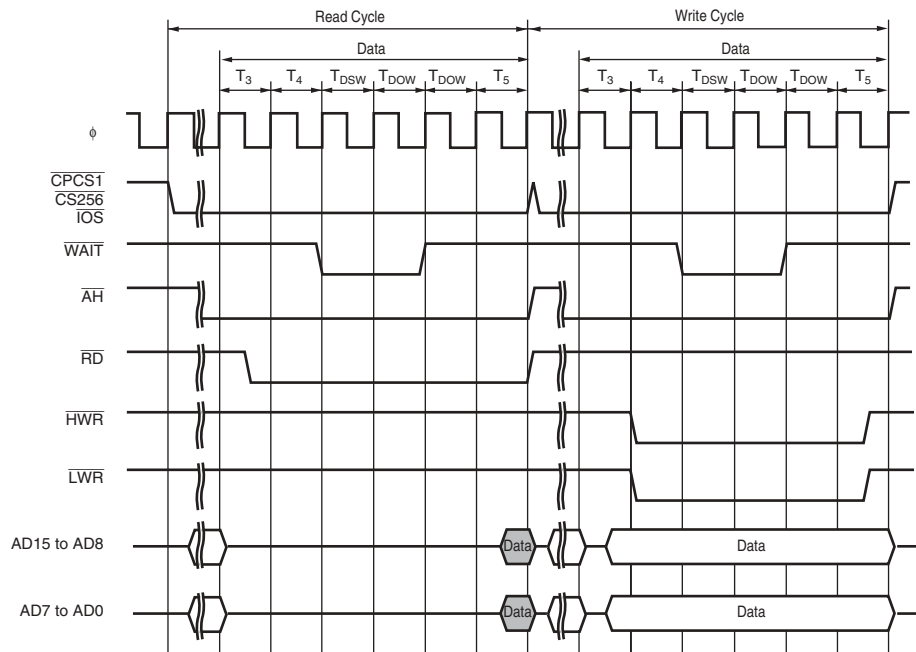 Read Cycle Write Cycle
Data Data
T3 T4 TDSW TDOW TDOW T5 T3 T4 TDSW TDOW TDOW T5
ϕ
CPCS1
CS256
IOS
WAIT
AH
RD
HWR
LWR
AD15 to AD8 Data Data
AD7 to AD0 Data Data